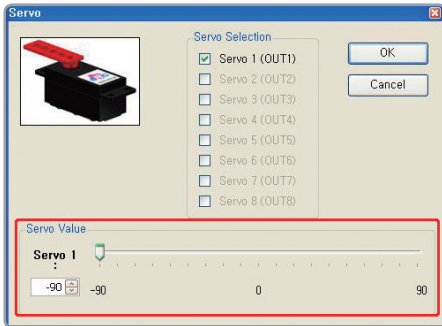 Servo
Servo Selection
Servo 1 (OUT1)
Servo 2 (OUT2)
Servo 3 (OUT3)
Servo 4 (OUT4)
Servo 5 (OUT5)
Servo 6 (OUT6)
Servo 7 (OUT7)
Servo 8 (OUT8)
OK
Cancel
Servo Value
Servo 1
:
-90
-90 0 90